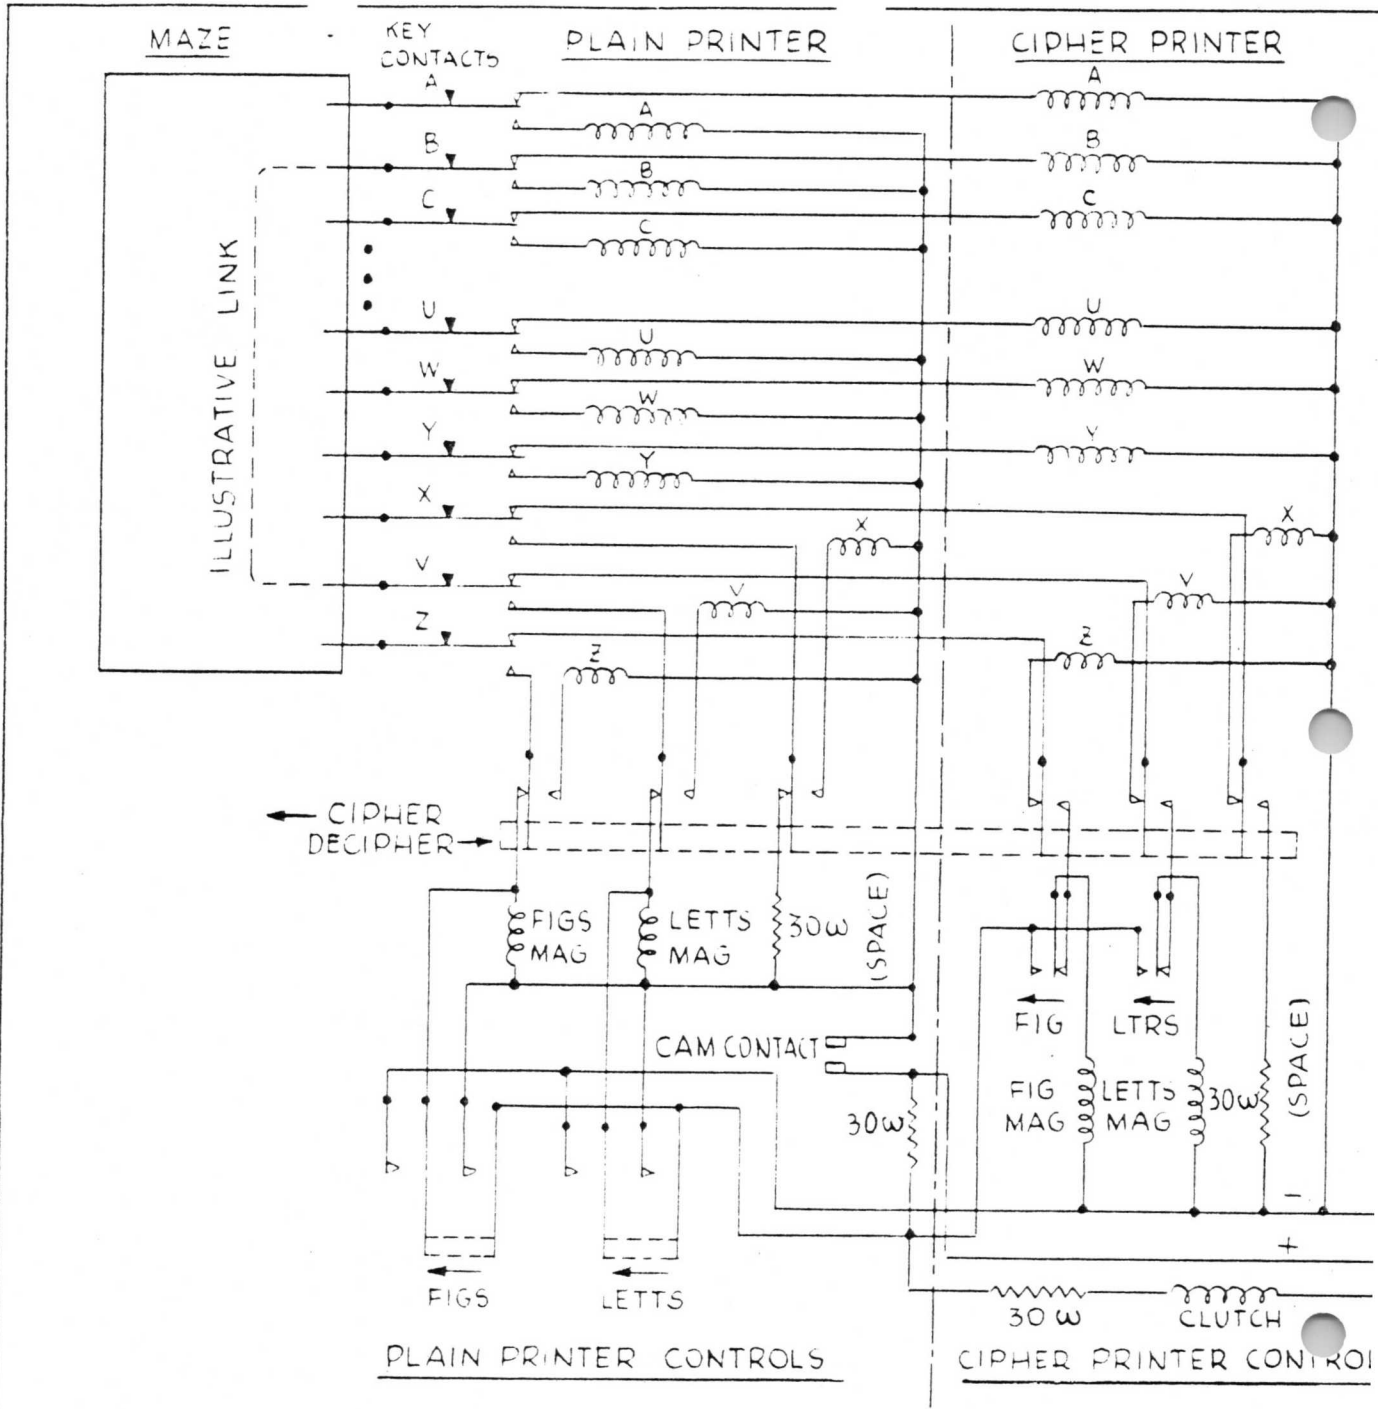 MAZE
KEY
CONTACTS
PLAIN PRINTER
CIPHER PRINTER
A
A
A
B
B
B
C
C
C
ILLUSTRATIVE LINK
U
U
U
W
W
W
Y
Y
Y
X
X
X
V
V
V
Z
Z
Z
CIPHER
DECIPHER
FIGS
MAG
LETTS
MAG
30ω
(SPACE)
FIG
LTRS
CAM CONTACT
30ω
FIG
MAG
LETTS
MAG
30ω
(SPACE)
−
+
FIGS
LETTS
30 ω
CLUTCH
PLAIN PRINTER CONTROLS
CIPHER PRINTER CONTROL